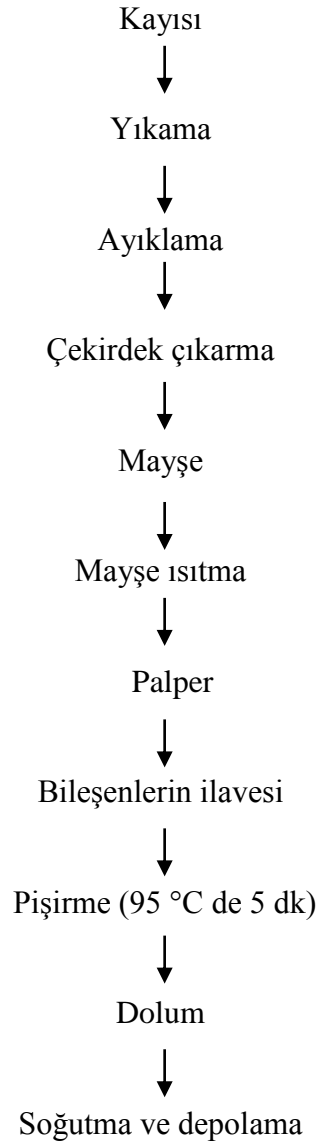 Kayısı
Yıkama
Ayıklama
Çekirdek çıkarma
Mayşe
Mayşe ısıtma
Palper
Bileşenlerin ilavesi
Pişirme (95 °C de 5 dk)
Dolum
Soğutma ve depolama